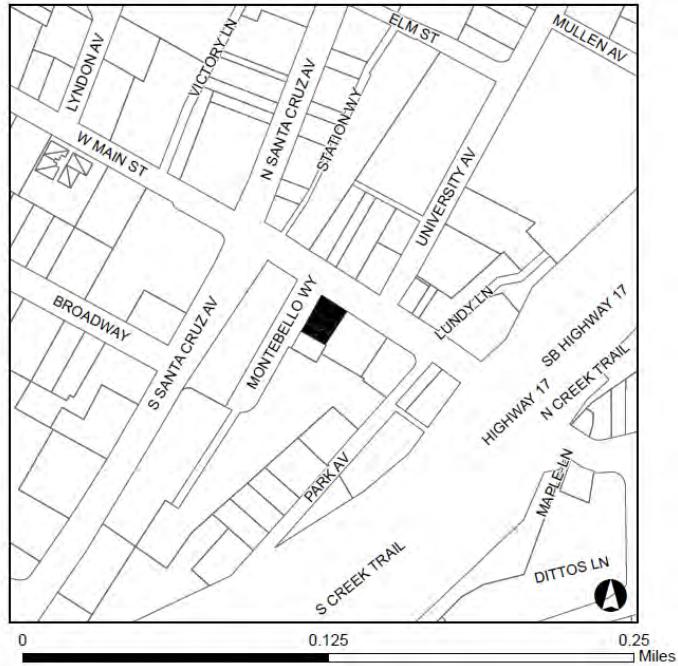 ELM ST
MULLEN AV
LYNDON AV
VICTORY LN
N SANTA CRUZ AV
STATION WY
W MAIN ST
UNIVERSITY AV
BROADWAY
S SANTA CRUZ AV
MONTEBELLO WY
LUNDY LN
SB HIGHWAY 17
HIGHWAY 17
N CREEK TRAIL
PARK AV
MAPLE LN
S CREEK TRAIL
DITTOS LN
0
0.125
0.25
Miles